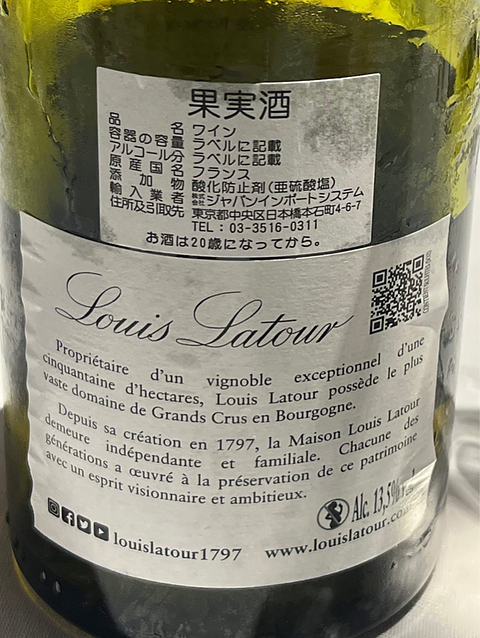 果実酒
品名 ワイン
容器の容量 ラベルに記載
アルコール分 ラベルに記載
原産国名 フランス
添加物 酸化防止剤(亜硫酸塩)
輸入業者 株式会社ジャパンインポートシステム
住所及引取先 東京都中央区日本橋本石町4-6-7
TEL:03-3516-0311
お酒は20歳になってから。
Louis Latour
Propriétaire d'un vignoble exceptionnel d'une
cinquantaine d'hectares, Louis Latour possède le plus
vaste domaine de Grands Crus en Bourgogne.
Depuis sa création en 1797, la Maison Louis Latour
demeure indépendante et familiale. Chacune des
générations a œuvré à la préservation de ce patrimoine
avec un esprit visionnaire et ambitieux.
Alc. 13,5%
louislatour1797 www.louislatour.co